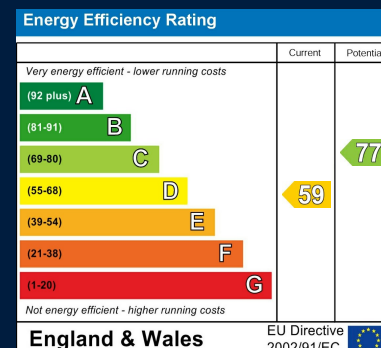 Energy Efficiency Rating
Current Potential
Very energy efficient - lower running costs
(92 plus) A
(81-91) B
(69-80) C
77
(55-68) D
59
(39-54) E
(21-38) F
(1-20) G
Not energy efficient - higher running costs
England & Wales
EU Directive
2002/91/EC